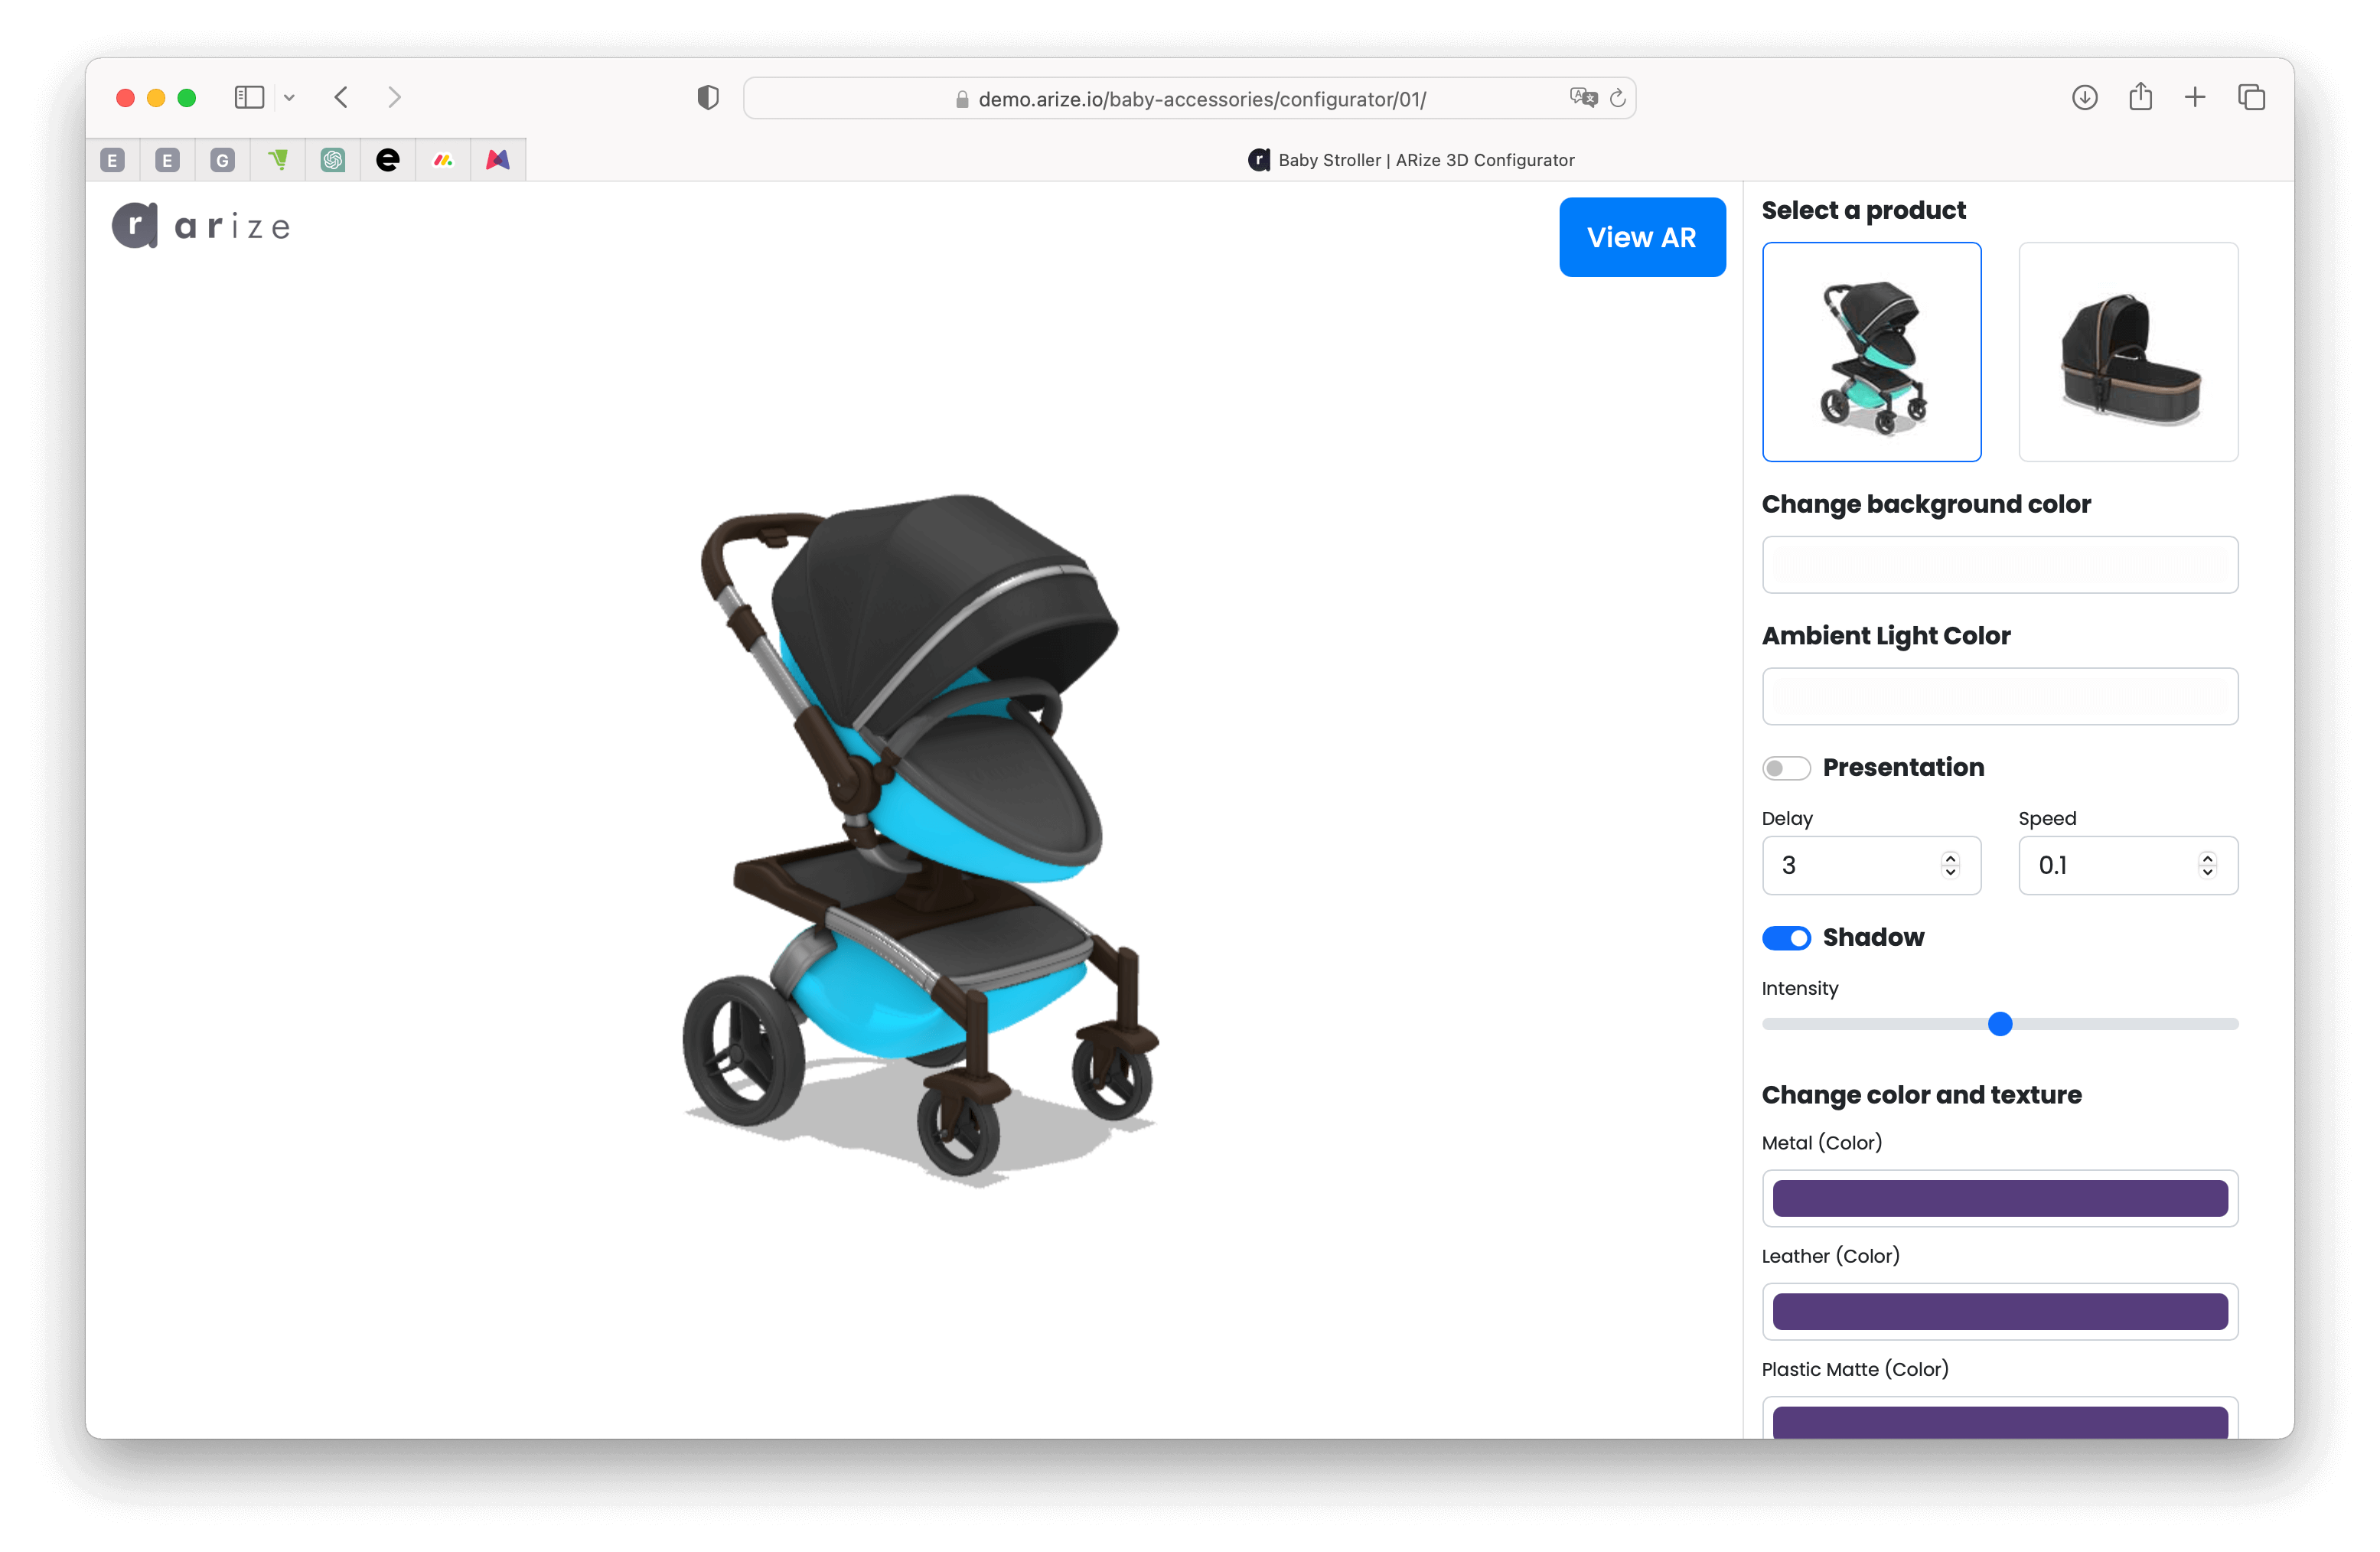 demo.arize.io/baby-accessories/configurator/01/
E E G e Baby Stroller | ARize 3D Configurator
arize
View AR
Select a product
Change background color
Ambient Light Color
Presentation
Delay Speed
3 0.1
Shadow
Intensity
Change color and texture
Metal (Color)
Leather (Color)
Plastic Matte (Color)